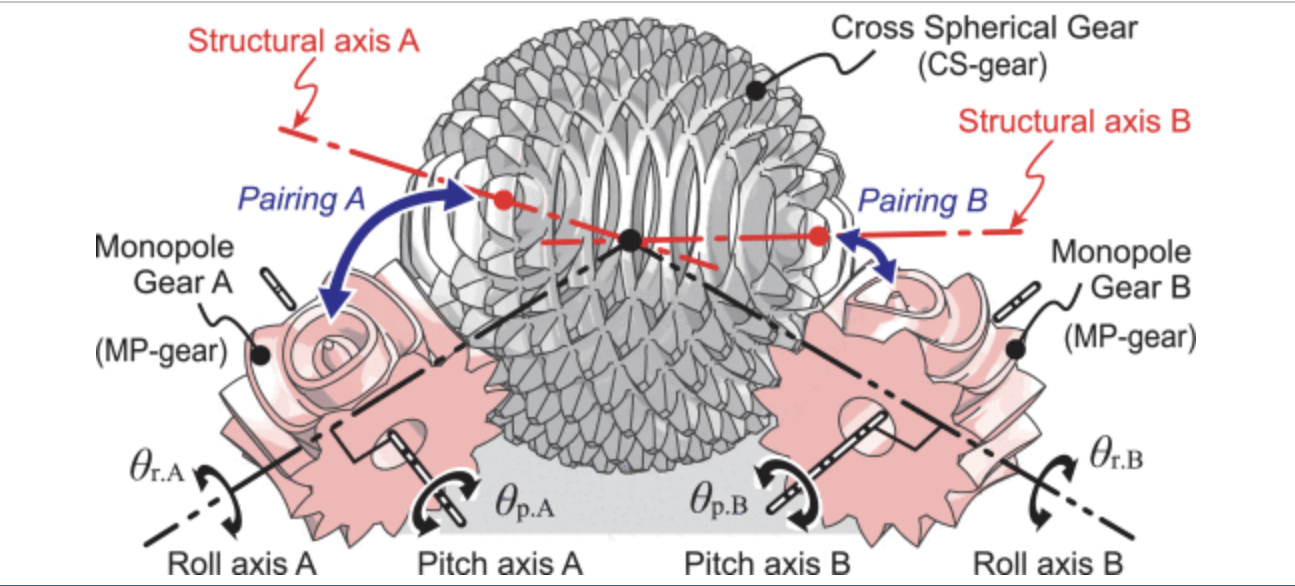 Structural axis A
Cross Spherical Gear
(CS-gear)
Structural axis B
Pairing A
Pairing B
Monopole
Gear A
(MP-gear)
Monopole
Gear B
(MP-gear)
θr.A
θp.A
θp.B
θr.B
Roll axis A
Pitch axis A
Pitch axis B
Roll axis B